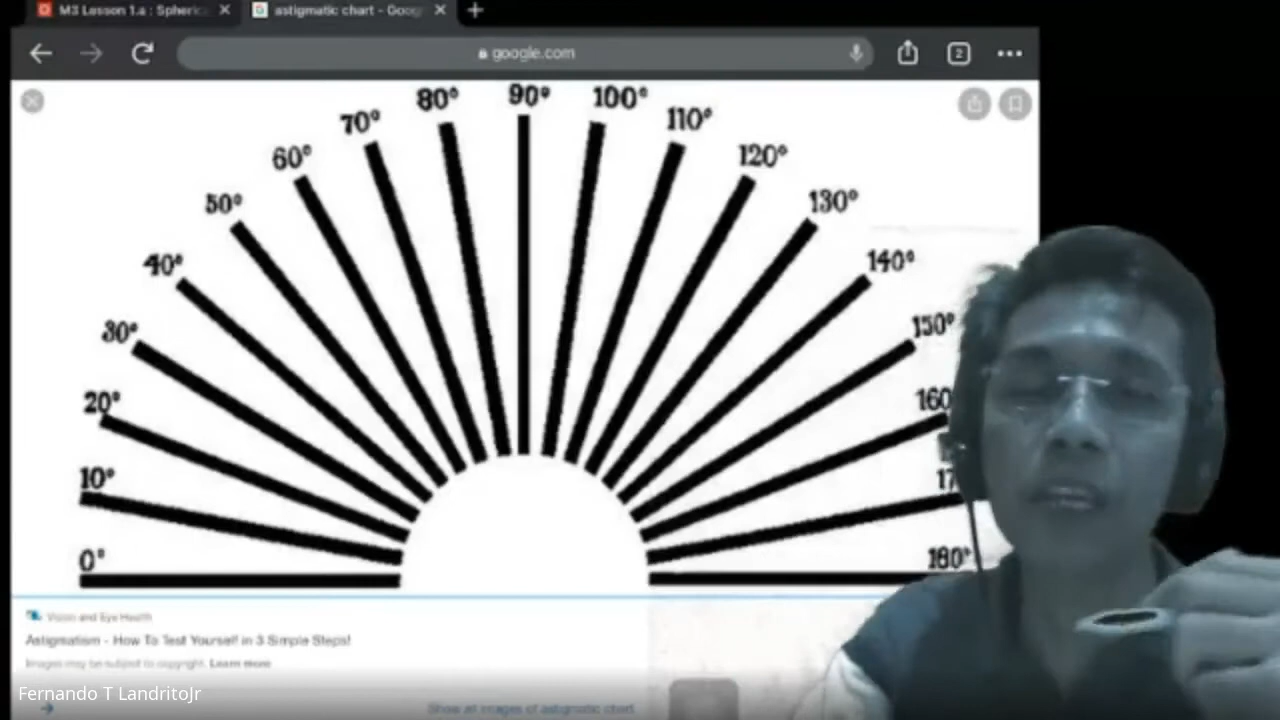 M3 Lesson 1.a : Spheric
astigmatic chart - Goog
google.com
2
90°
80°
100°
70°
110°
60°
120°
50°
130°
40°
140°
30°
150°
20°
160
10°
17
0°
180°
Vision and Eye Health
Astigmatism - How To Test Yourself in 3 Simple Steps!
Images may be subject to copyright. Learn more
Fernando T LandritoJr
Show all images of astigmatic chart